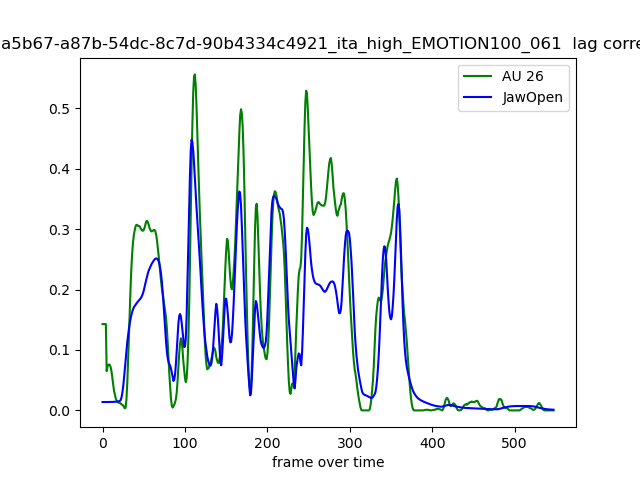 a5b67-a87b-54dc-8c7d-90b4334c4921_ita_high_EMOTION100_061 lag corre
AU 26
JawOpen
0.5
0.4
0.3
0.2
0.1
0.0
0 100 200 300 400 500
frame over time